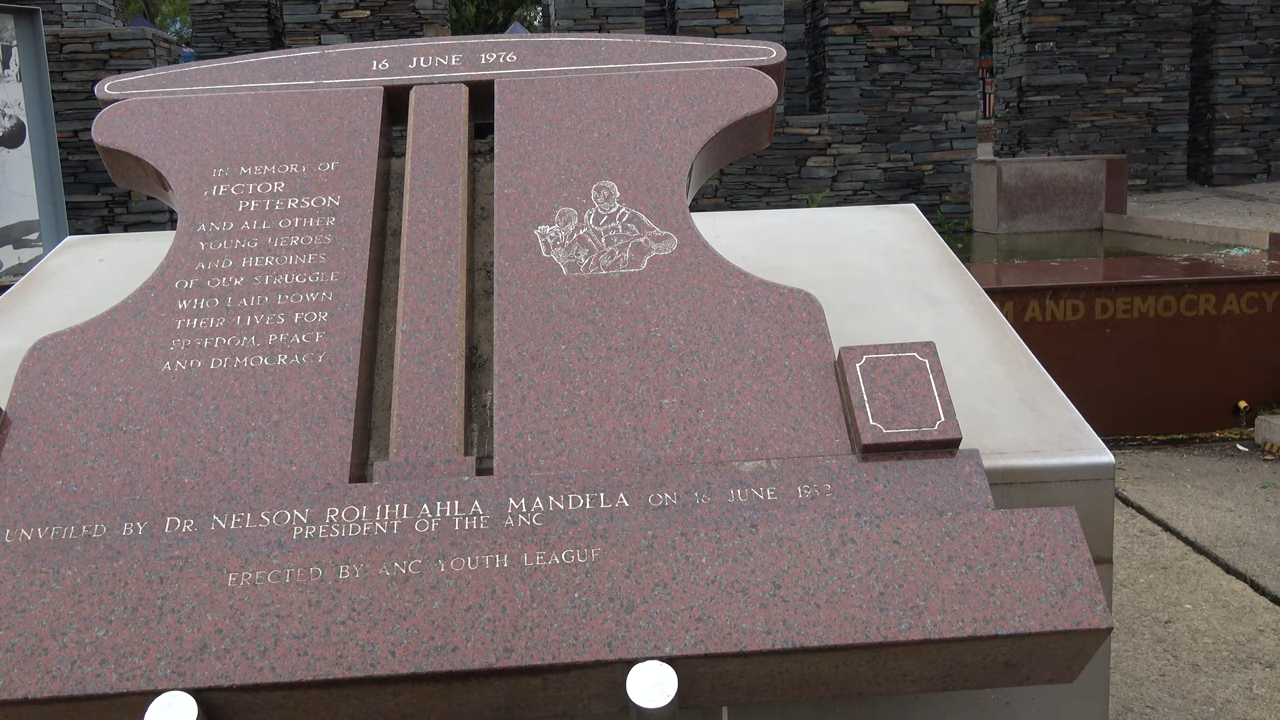 16 JUNE 1976
IN MEMORY OF
HECTOR
PETERSON
AND ALL OTHER
YOUNG HEROES
AND HEROINES
OF OUR STRUGGLE
WHO LAID DOWN
THEIR LIVES FOR
FREEDOM, PEACE
AND DEMOCRACY
UNVEILED BY DR. NELSON ROLIHLAHLA MANDELA ON 16 JUNE 1992
PRESIDENT OF THE ANC
ERECTED BY ANC YOUTH LEAGUE
AND DEMOCRACY